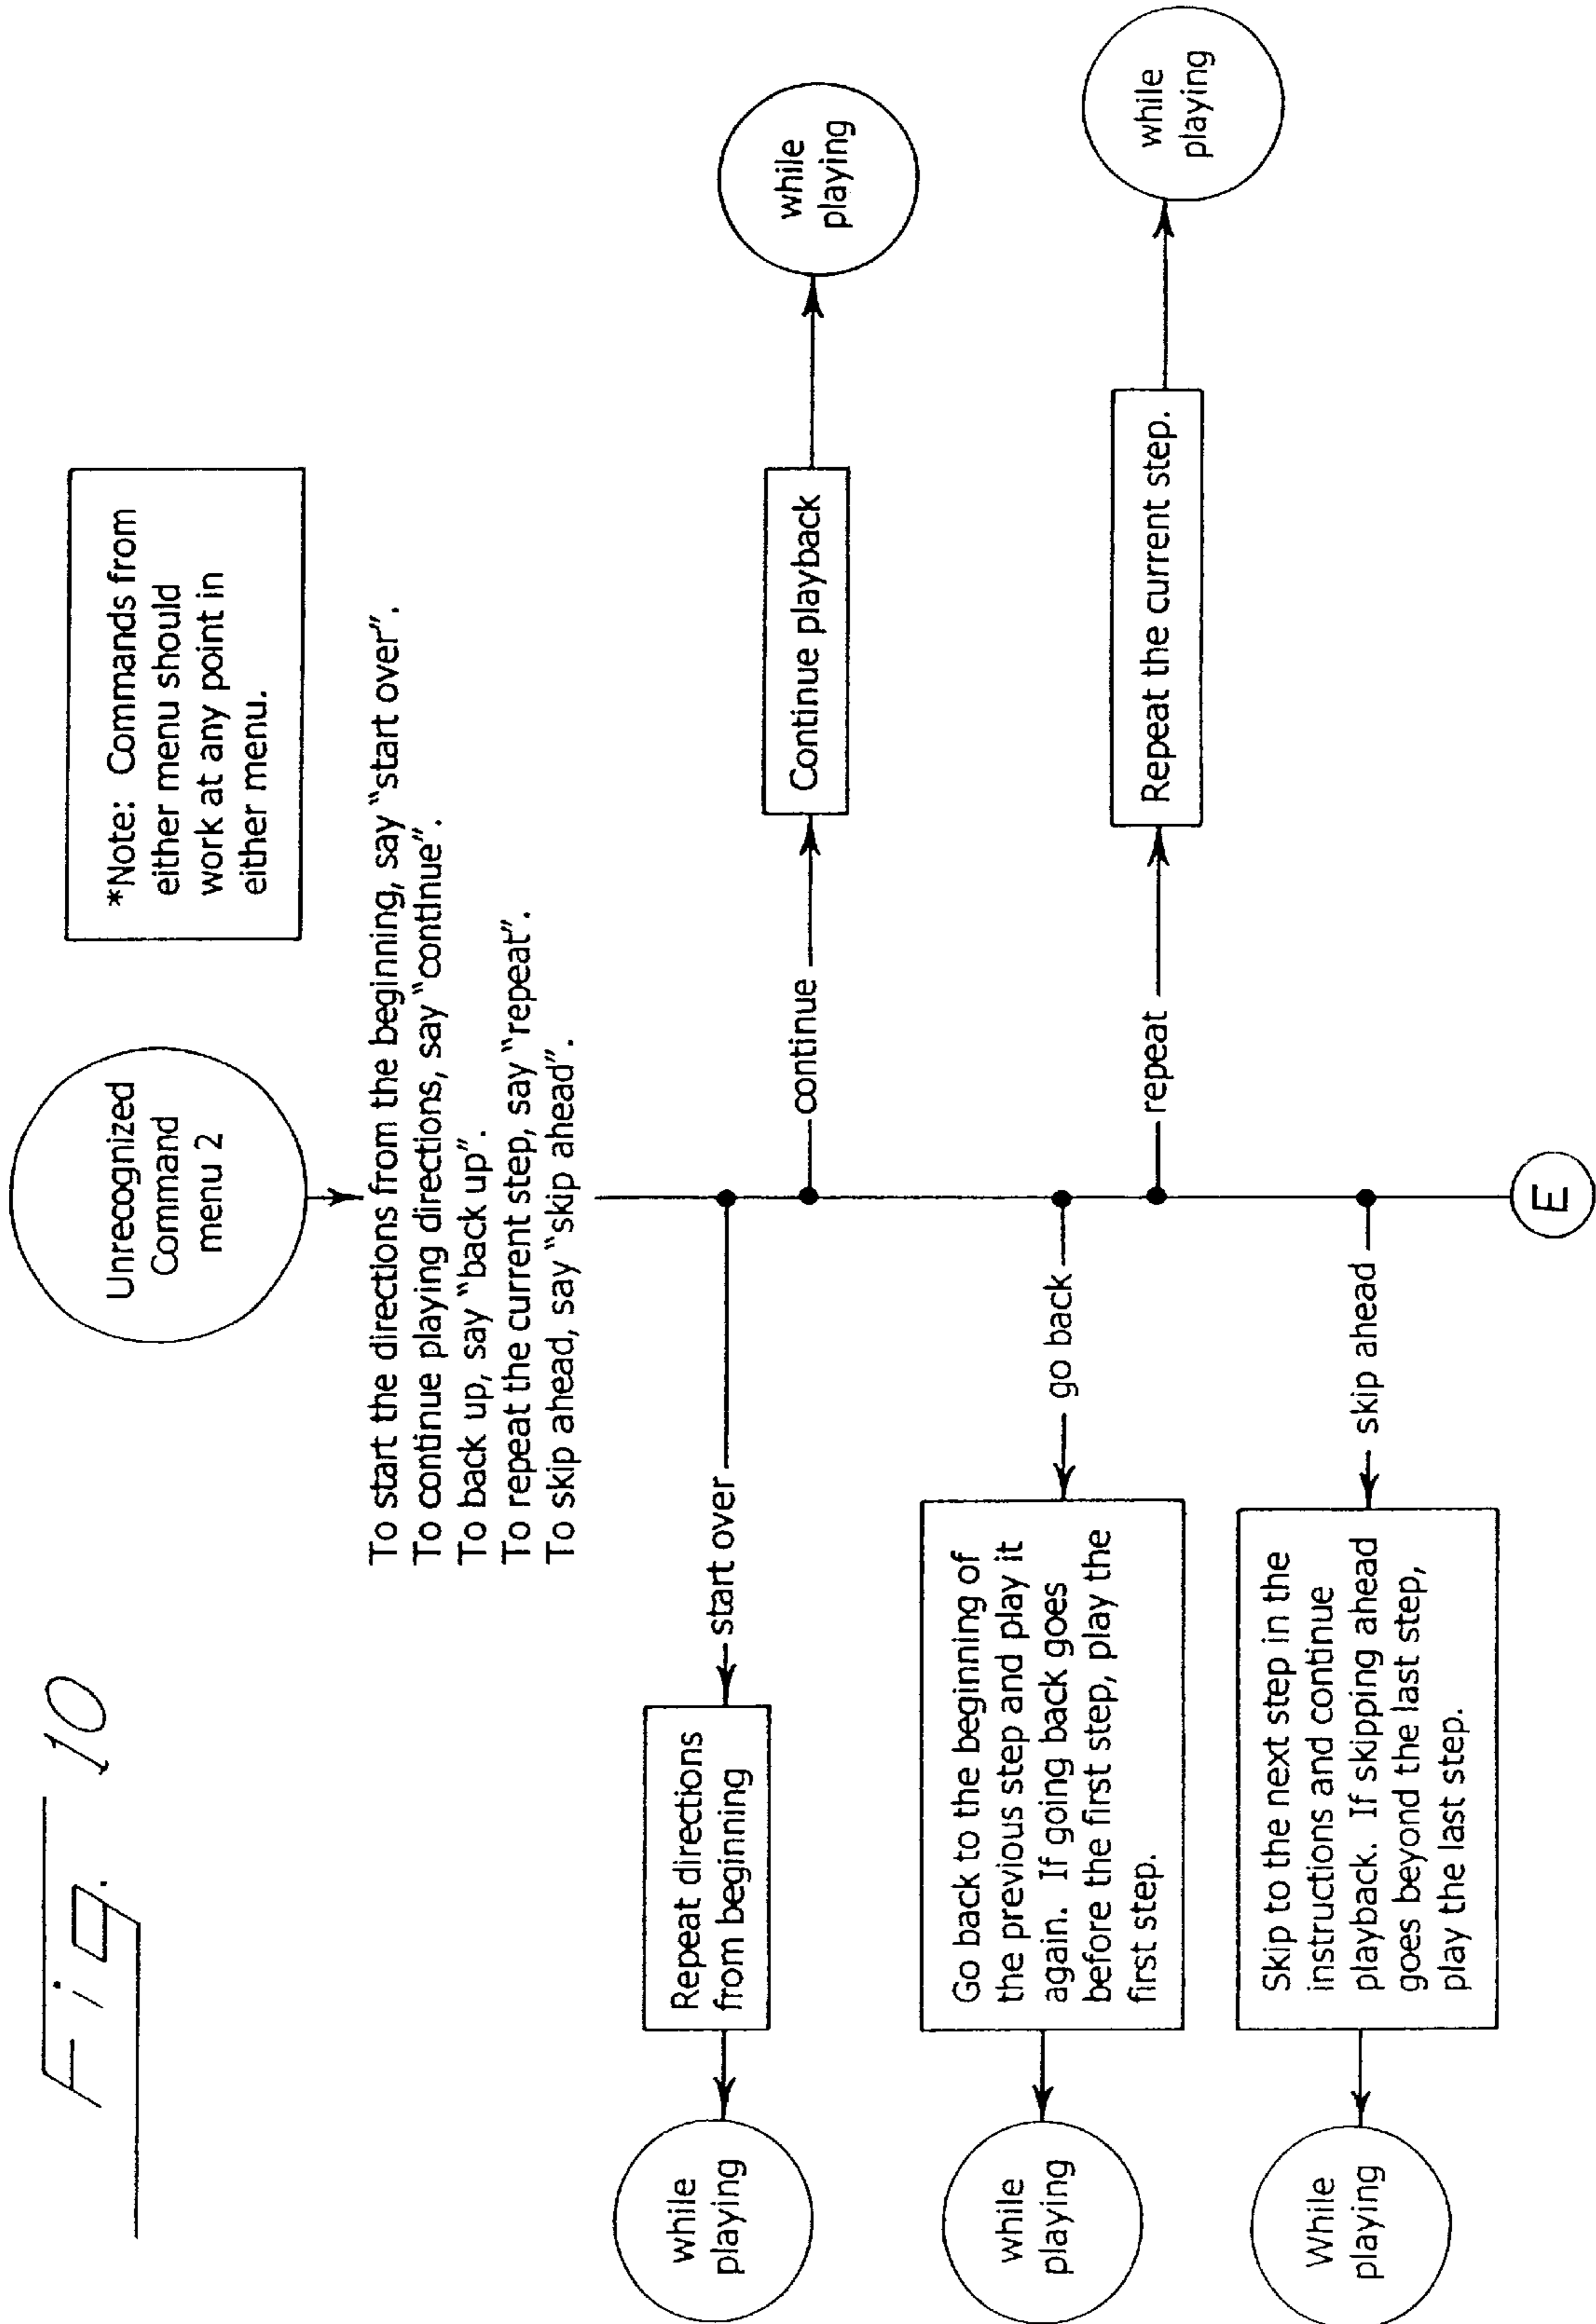 Fig. 10
Unrecognized
Command
menu 2
*Note: Commands from
either menu should
work at any point in
either menu.
To start the directions from the beginning, say “start over”.
To continue playing directions, say “continue”.
To back up, say “back up”.
To repeat the current step, say “repeat”.
To skip ahead, say “skip ahead”.
start over
Repeat directions
from beginning
while
playing
continue
Continue playback
while
playing
go back
Go back to the beginning of
the previous step and play it
again. If going back goes
before the first step, play the
first step.
while
playing
repeat
Repeat the current step.
while
playing
skip ahead
Skip to the next step in the
instructions and continue
playback. If skipping ahead
goes beyond the last step,
play the last step.
While
playing
E